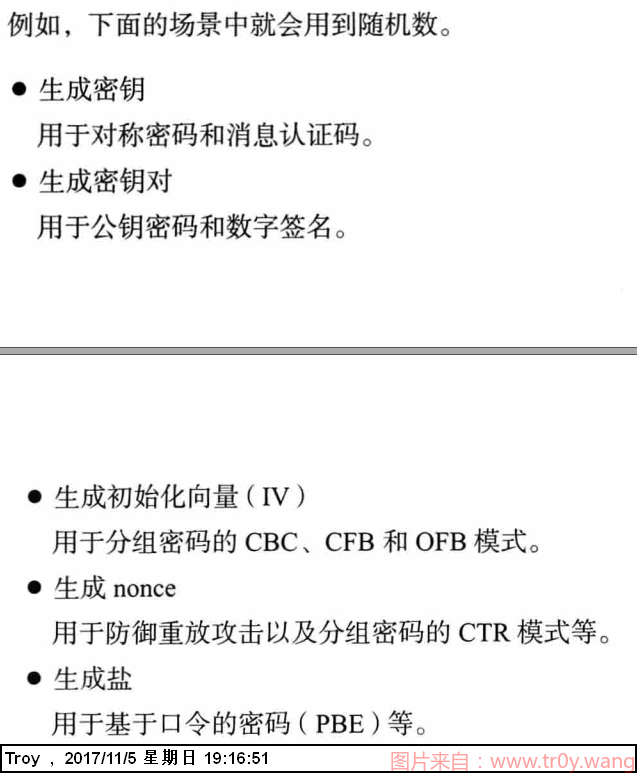 例如，下面的场景中就会用到随机数。
● 生成密钥
用于对称密码和消息认证码。
● 生成密钥对
用于公钥密码和数字签名。
● 生成初始化向量（IV）
用于分组密码的 CBC、CFB 和 OFB 模式。
● 生成 nonce
用于防御重放攻击以及分组密码的 CTR 模式等。
● 生成盐
用于基于口令的密码（PBE）等。
Troy , 2017/11/5 星期日 19:16:51
图片来自：www.tr0y.wang